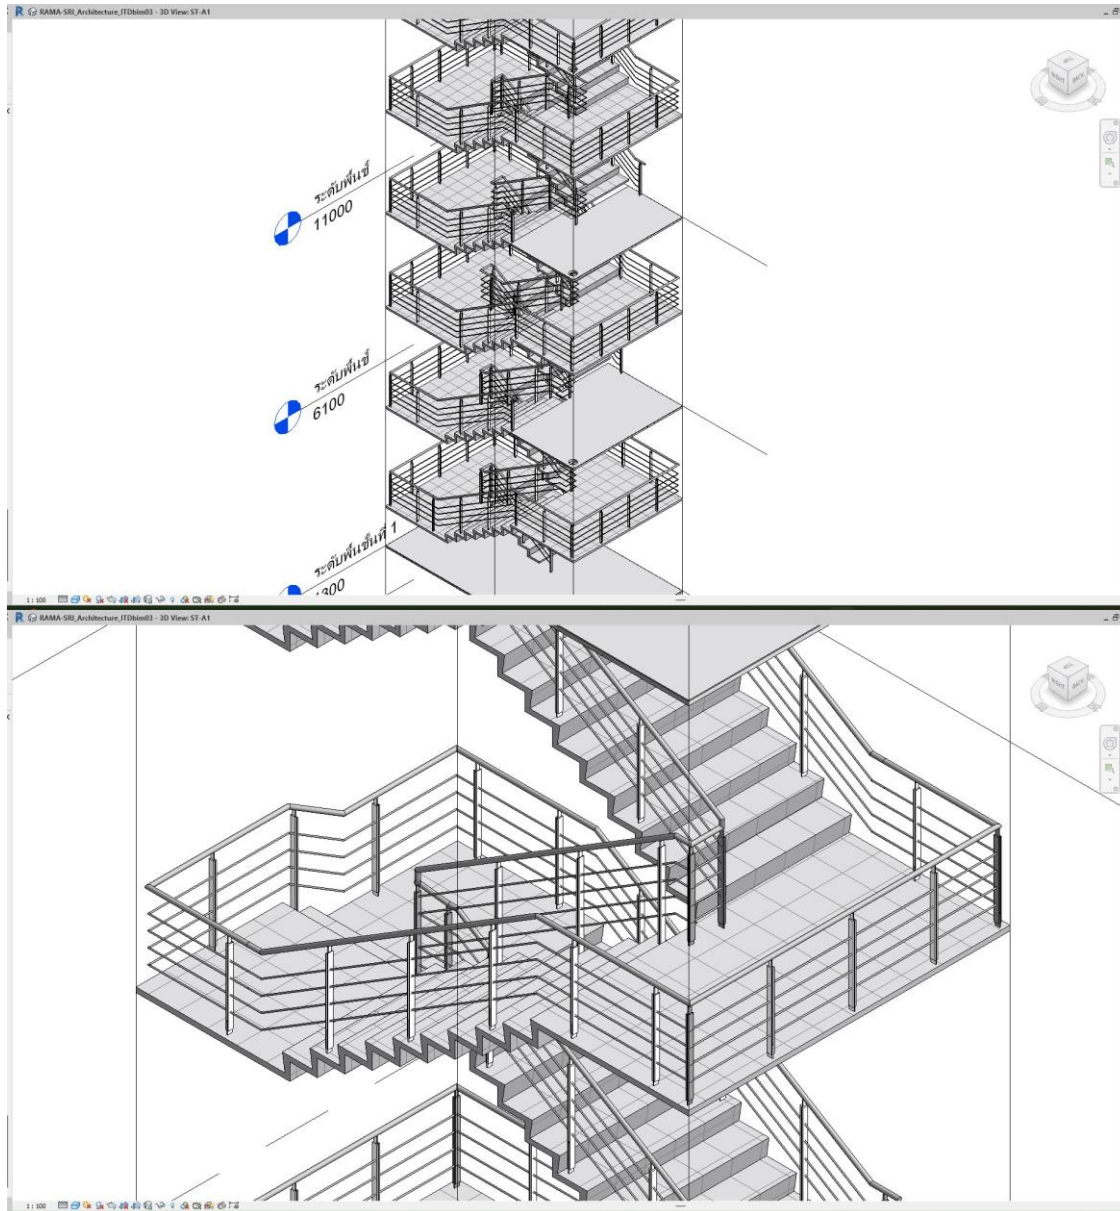 RAMA-SRI_Architecture_ITDbim03 - 3D View: ST-A1
ระดับพื้นชั้
11000
ระดับพื้นชั้
6100
ระดับพื้นชั้นที่ 1
1:100
RAMA-SRI_Architecture_ITDbim03 - 3D View: ST-A1
RIGHT
BACK
1:100